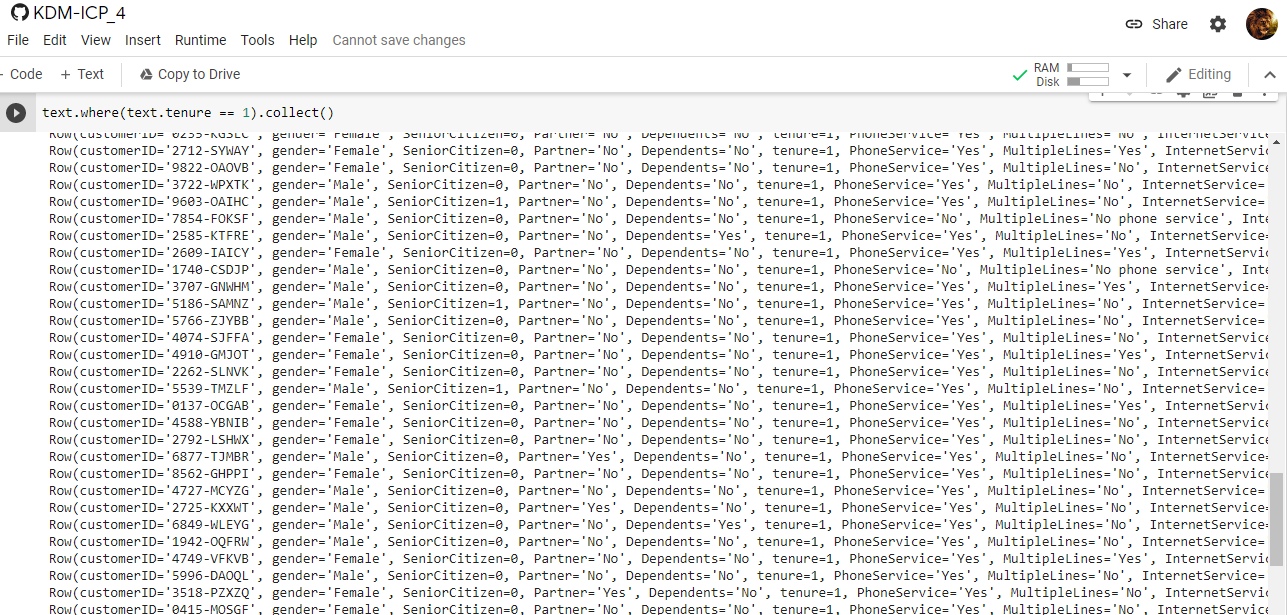 KDM-ICP_4
Share
File Edit View Insert Runtime Tools Help Cannot save changes
Code + Text Copy to Drive
RAM
Disk
Editing
text.where(text.tenure == 1).collect()
Row(customerID='0235-KGSLC', gender='Female', SeniorCitizen=0, Partner='No', Dependents='No', tenure=1, PhoneService='Yes', MultipleLines='No', InternetServic
Row(customerID='2712-SYWAY', gender='Female', SeniorCitizen=0, Partner='No', Dependents='No', tenure=1, PhoneService='Yes', MultipleLines='Yes', InternetServic
Row(customerID='9822-OAOVB', gender='Female', SeniorCitizen=0, Partner='No', Dependents='No', tenure=1, PhoneService='Yes', MultipleLines='No', InternetServic
Row(customerID='3722-WPXTK', gender='Male', SeniorCitizen=0, Partner='No', Dependents='No', tenure=1, PhoneService='Yes', MultipleLines='No', InternetService=
Row(customerID='9603-OAIHC', gender='Male', SeniorCitizen=1, Partner='No', Dependents='No', tenure=1, PhoneService='Yes', MultipleLines='No', InternetService=
Row(customerID='7854-FOKSF', gender='Male', SeniorCitizen=0, Partner='No', Dependents='No', tenure=1, PhoneService='No', MultipleLines='No phone service', Inte
Row(customerID='2585-KTFRE', gender='Male', SeniorCitizen=0, Partner='No', Dependents='Yes', tenure=1, PhoneService='Yes', MultipleLines='No', InternetService=
Row(customerID='2609-IAICY', gender='Female', SeniorCitizen=0, Partner='No', Dependents='No', tenure=1, PhoneService='Yes', MultipleLines='Yes', InternetServic
Row(customerID='1740-CSDJP', gender='Male', SeniorCitizen=0, Partner='No', Dependents='No', tenure=1, PhoneService='No', MultipleLines='No phone service', Inte
Row(customerID='3707-GNWHM', gender='Male', SeniorCitizen=0, Partner='No', Dependents='No', tenure=1, PhoneService='Yes', MultipleLines='Yes', InternetService=
Row(customerID='5186-SAMNZ', gender='Male', SeniorCitizen=1, Partner='No', Dependents='No', tenure=1, PhoneService='Yes', MultipleLines='No', InternetService=
Row(customerID='5766-ZJYBB', gender='Male', SeniorCitizen=0, Partner='No', Dependents='No', tenure=1, PhoneService='Yes', MultipleLines='No', InternetService=
Row(customerID='4074-SJFFA', gender='Female', SeniorCitizen=0, Partner='No', Dependents='No', tenure=1, PhoneService='Yes', MultipleLines='No', InternetServic
Row(customerID='4910-GMJOT', gender='Female', SeniorCitizen=0, Partner='No', Dependents='No', tenure=1, PhoneService='Yes', MultipleLines='Yes', InternetServic
Row(customerID='2262-SLNVK', gender='Female', SeniorCitizen=0, Partner='No', Dependents='No', tenure=1, PhoneService='Yes', MultipleLines='No', InternetServic
Row(customerID='5539-TMZLF', gender='Male', SeniorCitizen=1, Partner='No', Dependents='No', tenure=1, PhoneService='Yes', MultipleLines='No', InternetService=
Row(customerID='0137-OCGAB', gender='Female', SeniorCitizen=0, Partner='No', Dependents='No', tenure=1, PhoneService='Yes', MultipleLines='Yes', InternetServic
Row(customerID='4588-YBNIB', gender='Female', SeniorCitizen=0, Partner='No', Dependents='No', tenure=1, PhoneService='Yes', MultipleLines='No', InternetServic
Row(customerID='2792-LSHWX', gender='Female', SeniorCitizen=0, Partner='No', Dependents='No', tenure=1, PhoneService='Yes', MultipleLines='No', InternetServic
Row(customerID='6877-TJMBR', gender='Male', SeniorCitizen=0, Partner='Yes', Dependents='No', tenure=1, PhoneService='Yes', MultipleLines='No', InternetService=
Row(customerID='8562-GHPPI', gender='Female', SeniorCitizen=0, Partner='No', Dependents='No', tenure=1, PhoneService='Yes', MultipleLines='No', InternetServic
Row(customerID='4727-MCYZG', gender='Male', SeniorCitizen=0, Partner='No', Dependents='No', tenure=1, PhoneService='Yes', MultipleLines='No', InternetService=
Row(customerID='2725-KXXWT', gender='Male', SeniorCitizen=0, Partner='Yes', Dependents='No', tenure=1, PhoneService='Yes', MultipleLines='No', InternetService=
Row(customerID='6849-WLEYG', gender='Male', SeniorCitizen=0, Partner='No', Dependents='Yes', tenure=1, PhoneService='Yes', MultipleLines='No', InternetService=
Row(customerID='1942-OQFRW', gender='Male', SeniorCitizen=0, Partner='No', Dependents='No', tenure=1, PhoneService='Yes', MultipleLines='No', InternetService=
Row(customerID='4749-VFKVB', gender='Female', SeniorCitizen=0, Partner='No', Dependents='No', tenure=1, PhoneService='Yes', MultipleLines='Yes', InternetServic
Row(customerID='5996-DAOQL', gender='Male', SeniorCitizen=0, Partner='No', Dependents='No', tenure=1, PhoneService='Yes', MultipleLines='No', InternetService=
Row(customerID='3518-PZXZQ', gender='Male', SeniorCitizen=0, Partner='Yes', Dependents='No', tenure=1, PhoneService='Yes', MultipleLines='No', InternetService=
Row(customerID='0415-MOSGF', gender='Female', SeniorCitizen=0, Partner='No', Dependents='No', tenure=1, PhoneService='Yes', MultipleLines='No', InternetServic